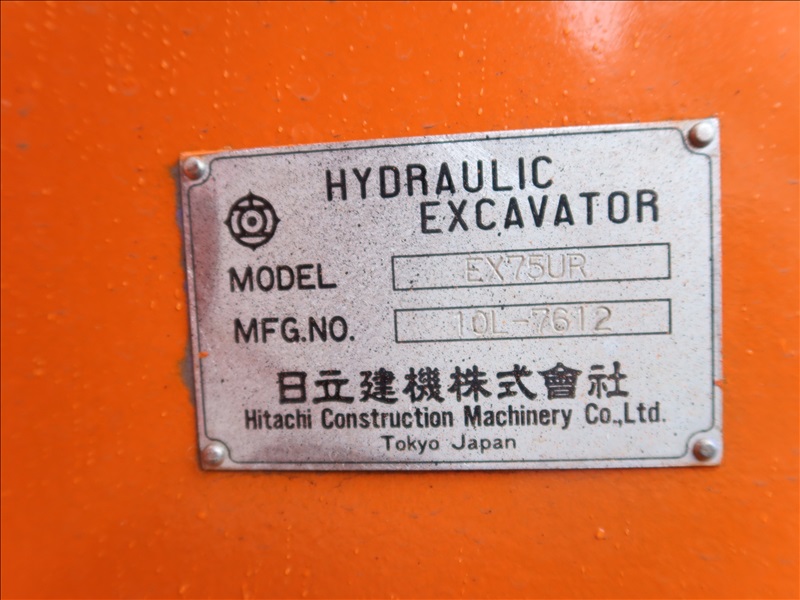 HYDRAULIC
EXCAVATOR
MODEL EX75UR
MFG.NO. 10L-7612
日立建機株式會社
Hitachi Construction Machinery Co.,Ltd.
Tokyo Japan